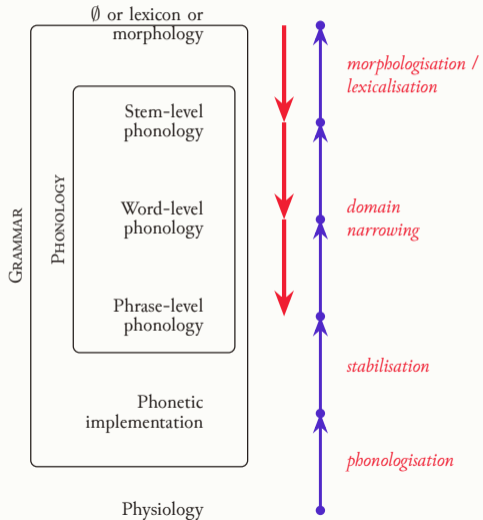 ∅ or lexicon or
morphology
morphologisation /
lexicalisation
Stem-level
phonology
Word-level
phonology
domain
narrowing
GRAMMAR
PHONOLOGY
Phrase-level
phonology
stabilisation
Phonetic
implementation
phonologisation
Physiology